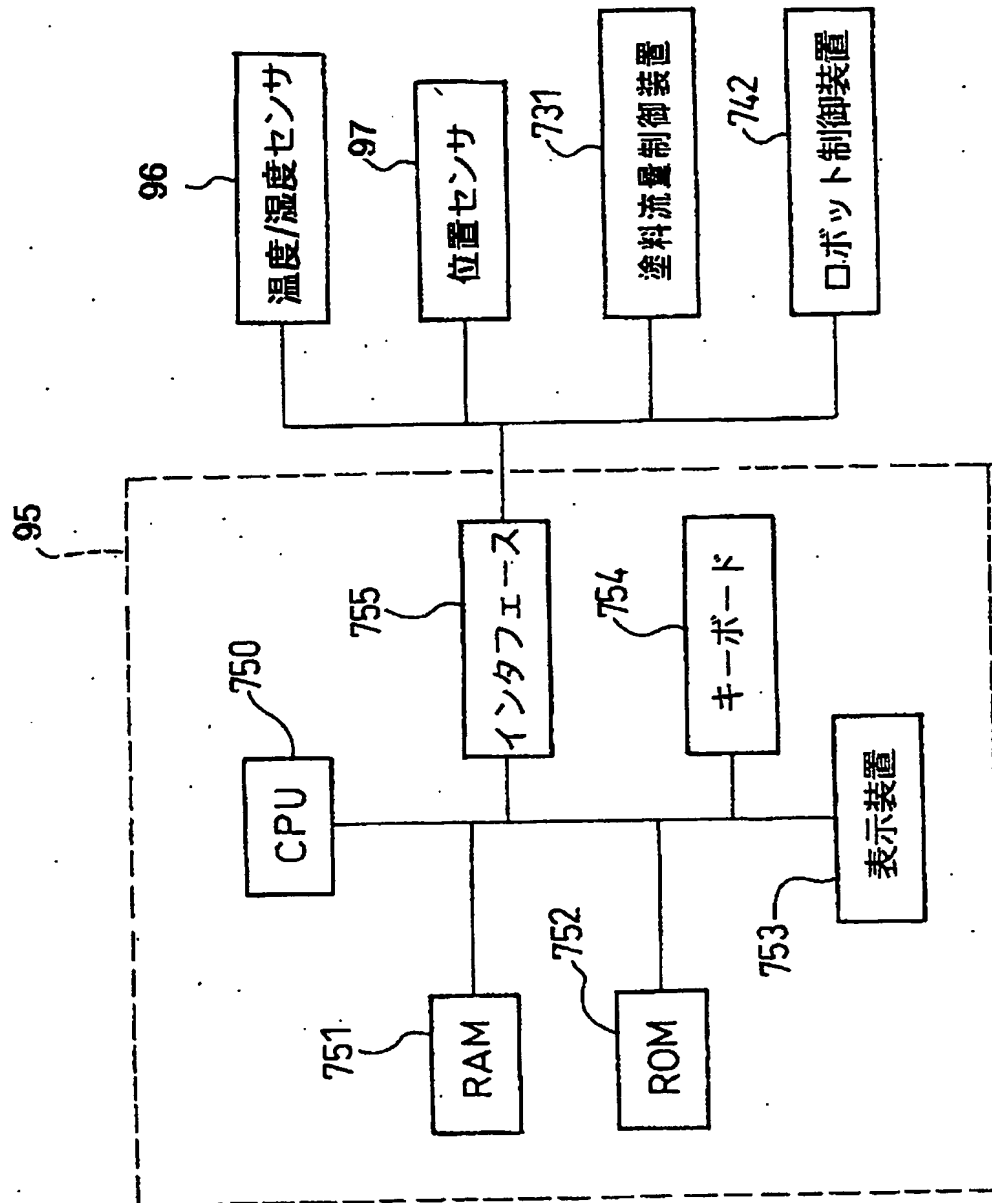 95
CPU
750
RAM
751
ROM
752
表示装置
753
キーボード
754
インタフェース
755
温度/湿度センサ
96
位置センサ
97
塗料流量制御装置
731
ロボット制御装置
742